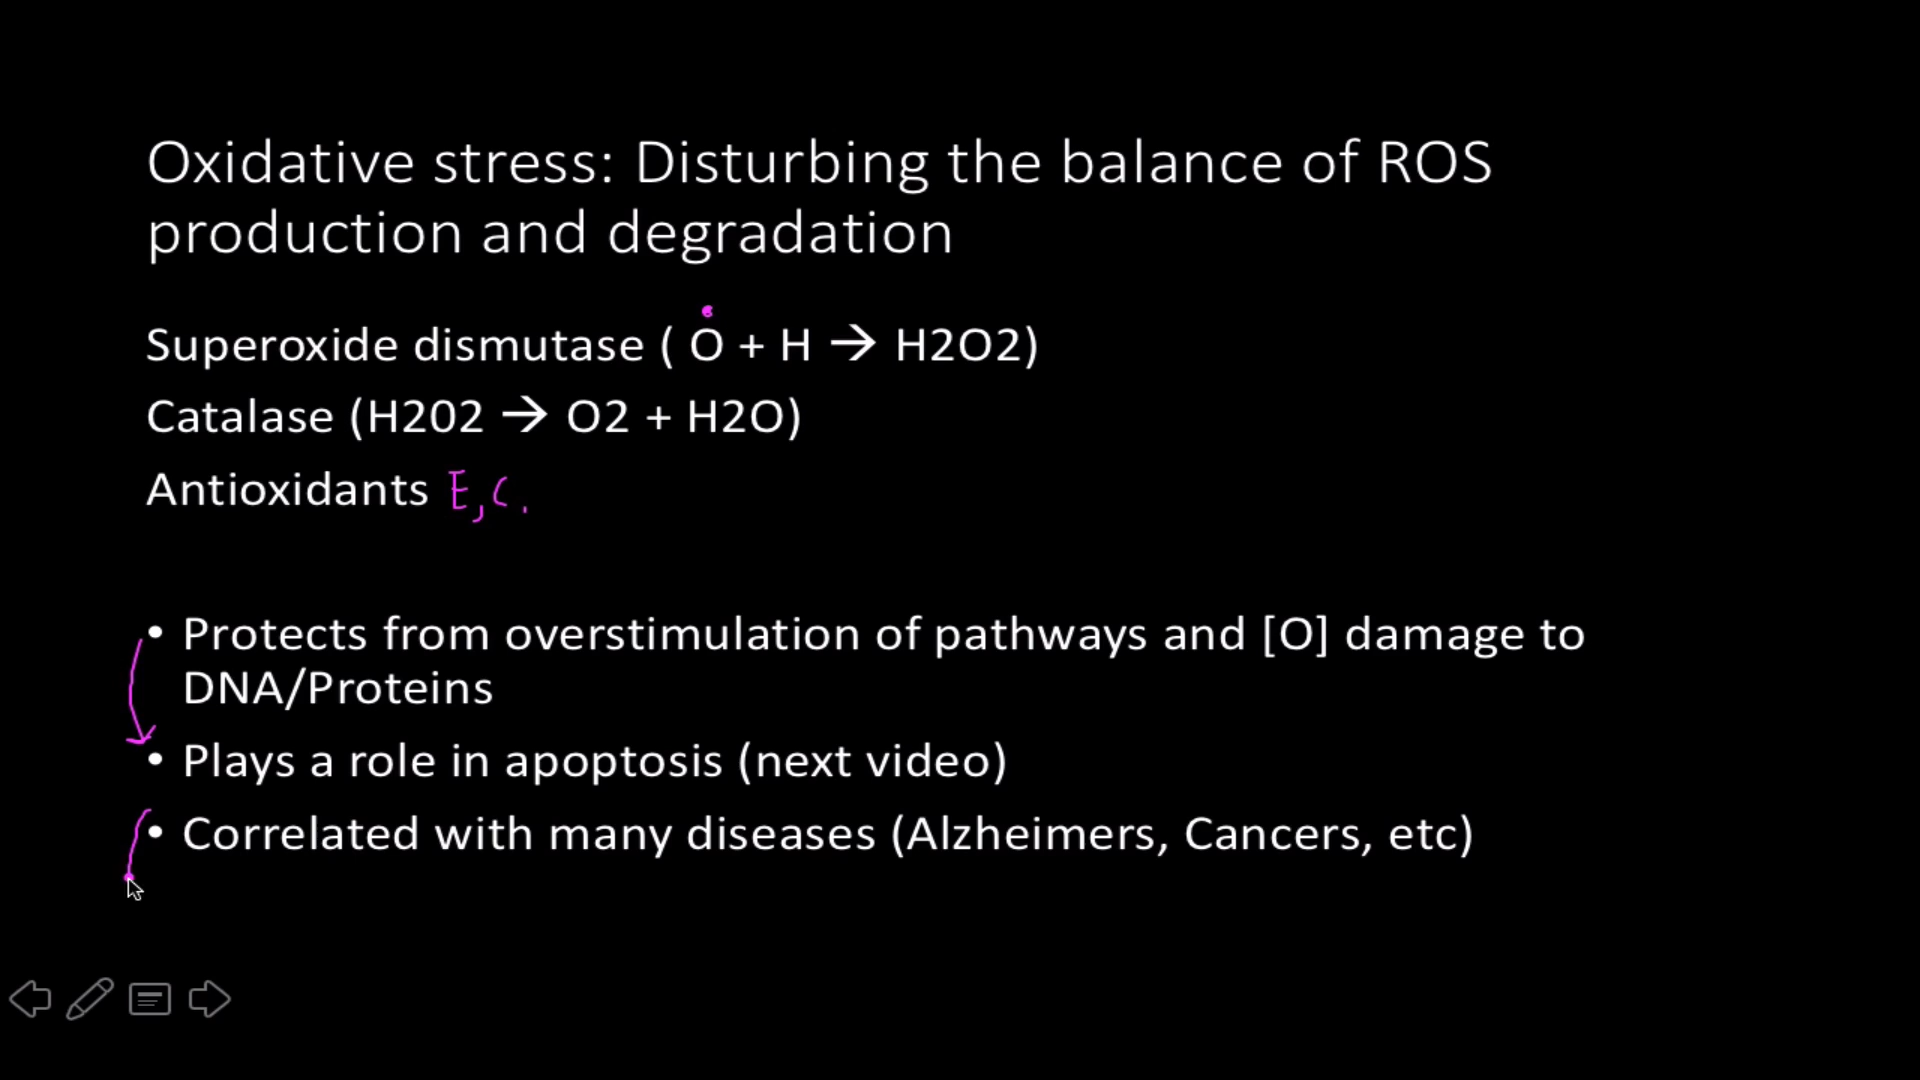 Oxidative stress: Disturbing the balance of ROS
production and degradation
Superoxide dismutase ( O + H → H2O2)
Catalase (H202 → O2 + H2O)
Antioxidants E, C.
• Protects from overstimulation of pathways and [O] damage to
DNA/Proteins
• Plays a role in apoptosis (next video)
• Correlated with many diseases (Alzheimers, Cancers, etc)